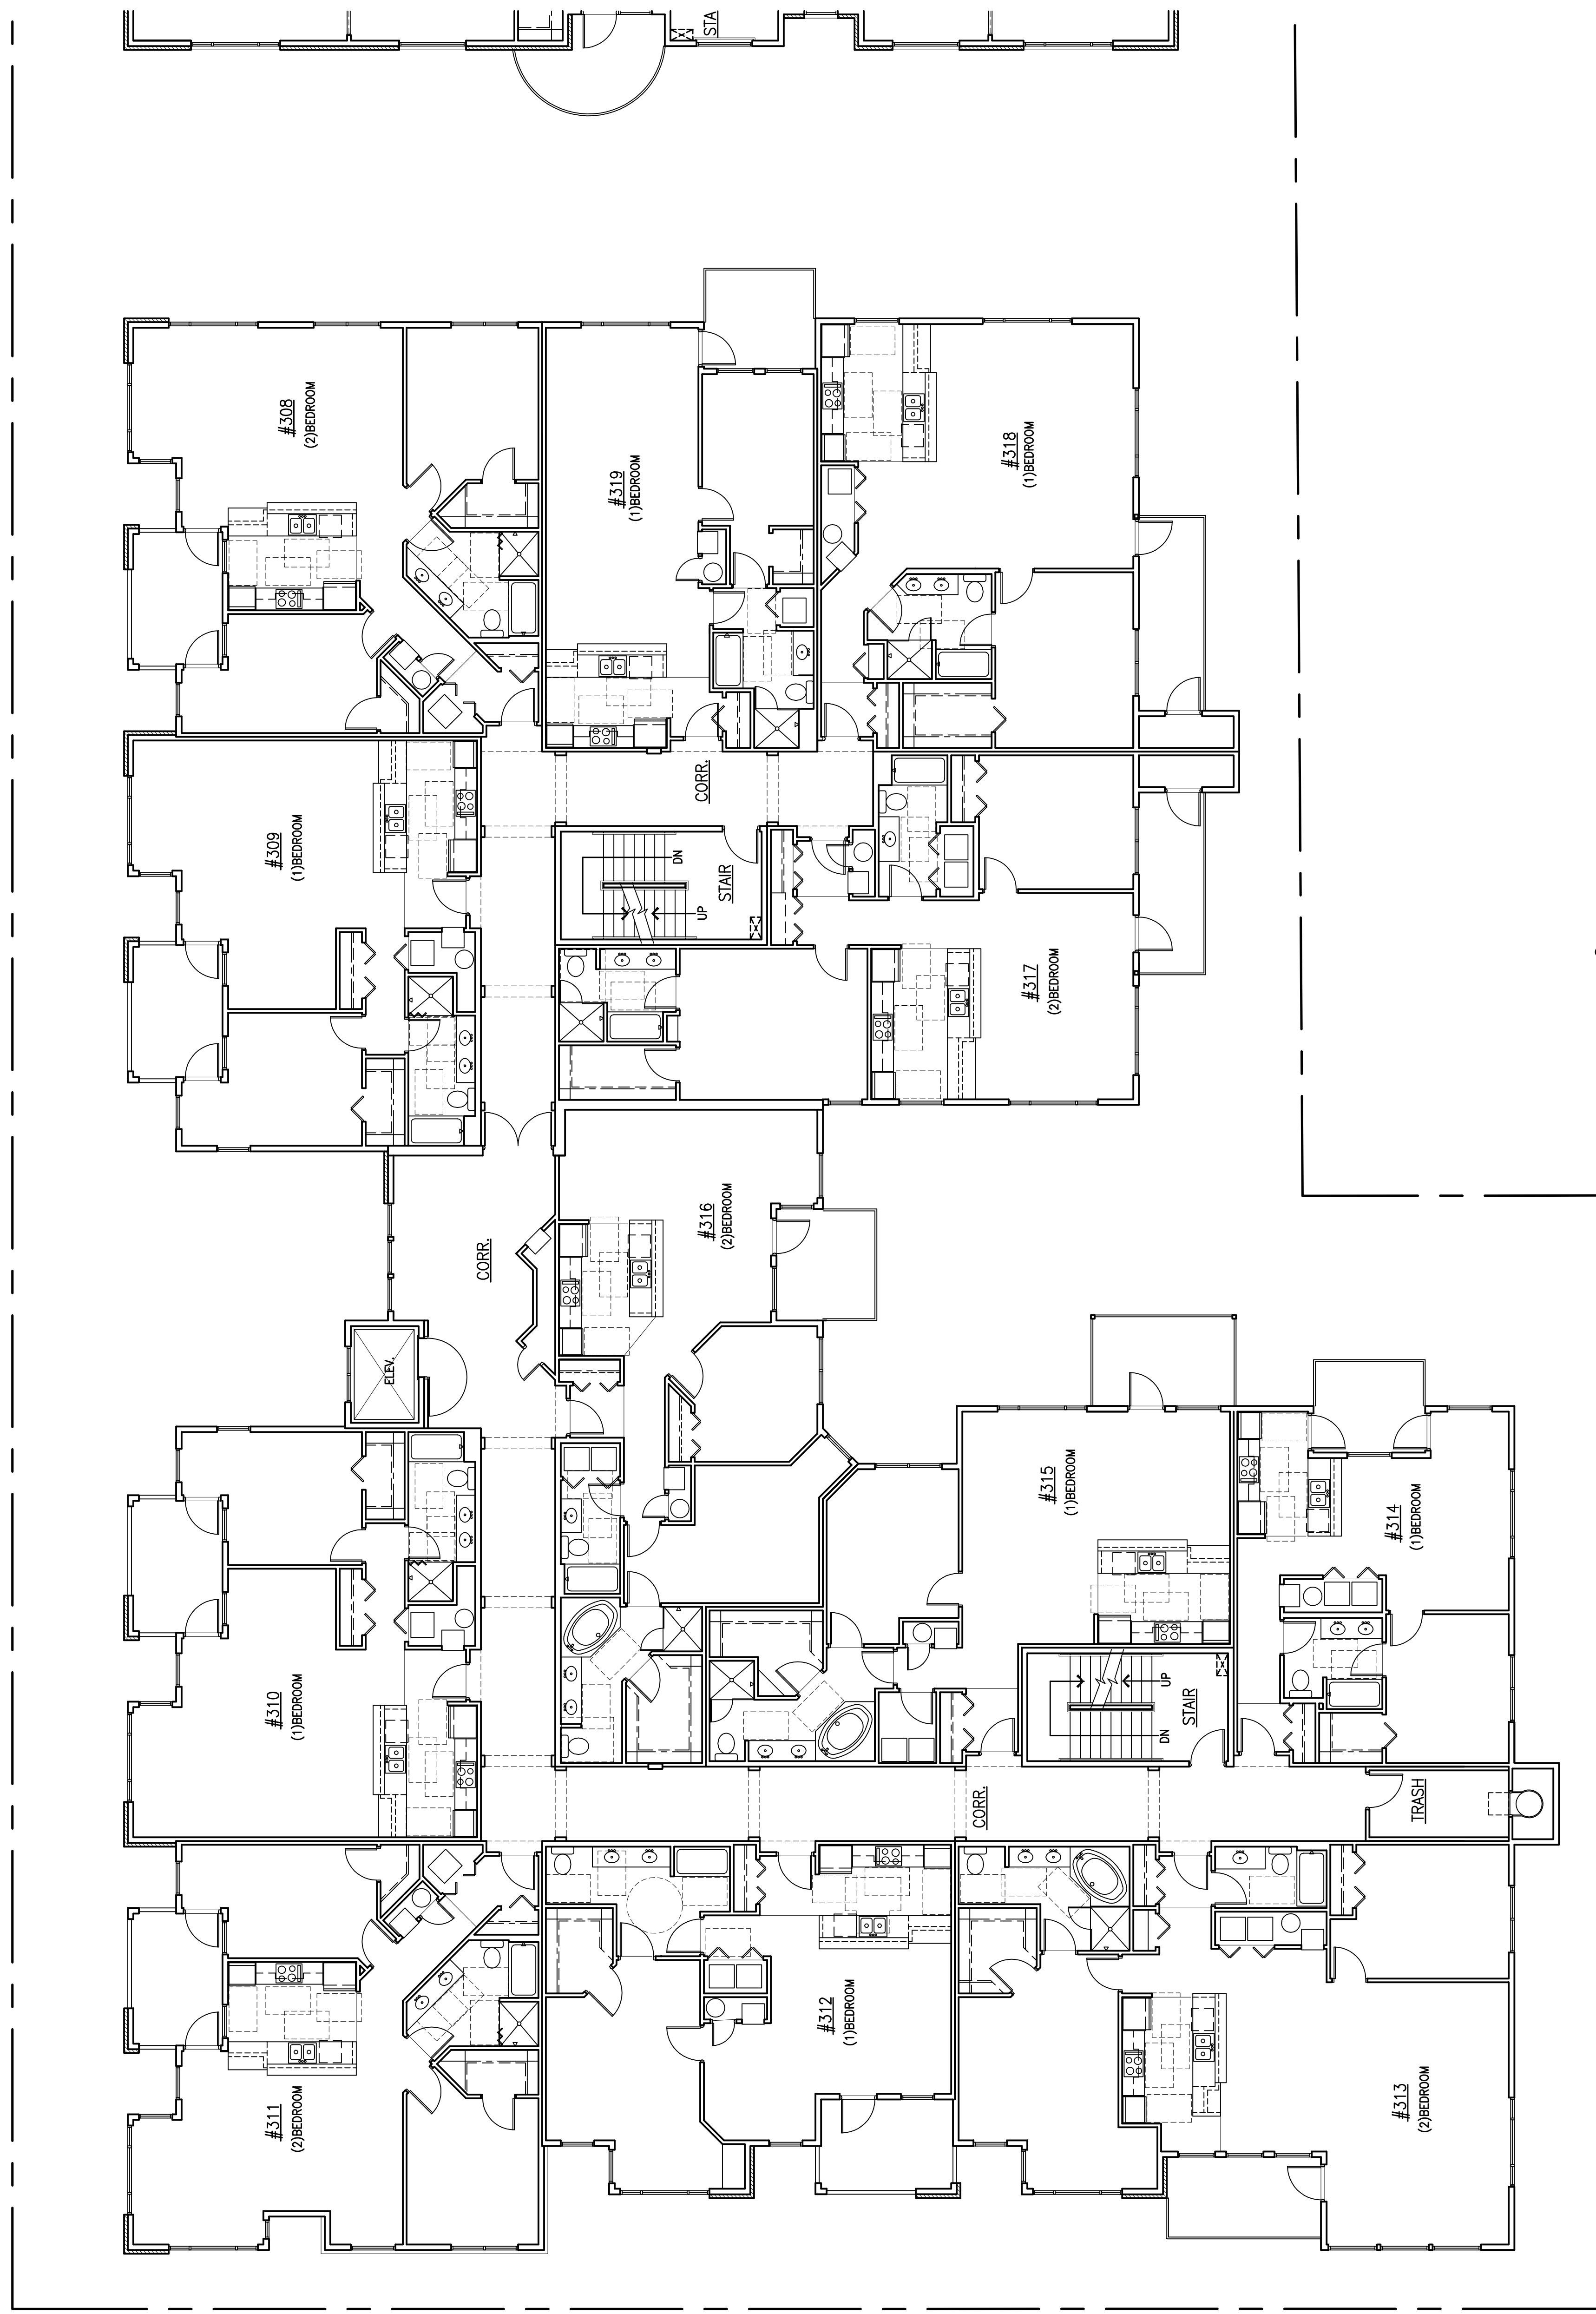 STA
#308
(2)BEDROOM
#319
(1)BEDROOM
#318
(1)BEDROOM
#309
(1)BEDROOM
CORR.
DN
STAIR
UP
#317
(2)BEDROOM
#316
(2)BEDROOM
CORR.
ELEV.
#315
(1)BEDROOM
#314
(1)BEDROOM
#310
(1)BEDROOM
UP
STAIR
DN
CORR.
TRASH
#312
(1)BEDROOM
#311
(2)BEDROOM
#313
(2)BEDROOM